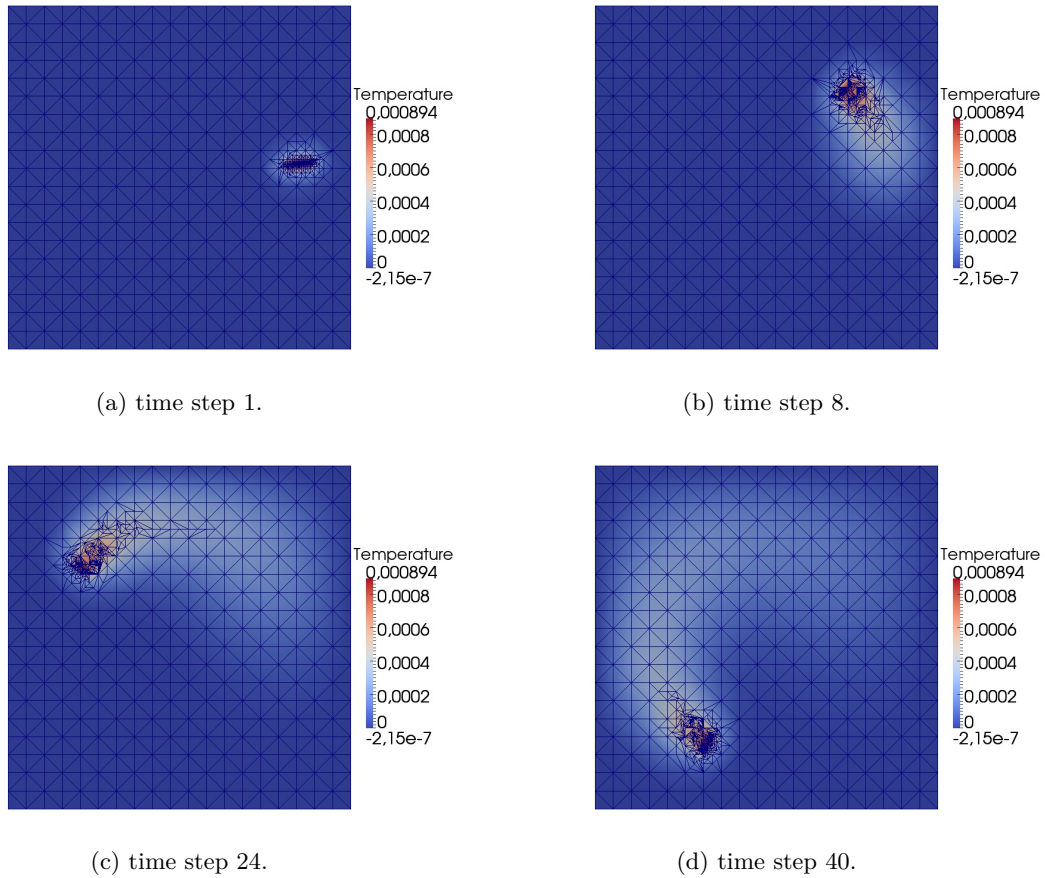 Temperature
0,000894
0,0008
0,0006
0,0004
0,0002
0
-2,15e-7
Temperature
0,000894
0,0008
0,0006
0,0004
0,0002
0
-2,15e-7
(a) time step 1.
(b) time step 8.
Temperature
0,000894
0,0008
0,0006
0,0004
0,0002
0
-2,15e-7
Temperature
0,000894
0,0008
0,0006
0,0004
0,0002
0
-2,15e-7
(c) time step 24.
(d) time step 40.